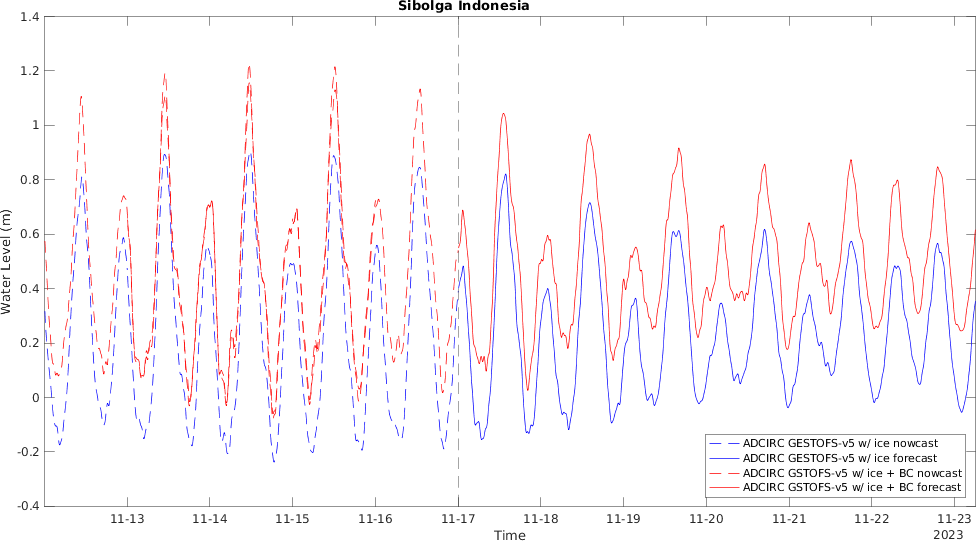 Sibolga Indonesia
1.4
1.2
1
0.8
0.6
0.4
0.2
0
-0.2
-0.4
Water Level (m)
ADCIRC GESTOFS-v5 w/ ice nowcast
ADCIRC GESTOFS-v5 w/ ice forecast
ADCIRC GSTOFS-v5 w/ ice + BC nowcast
ADCIRC GSTOFS-v5 w/ ice + BC forecast
11-13 11-14 11-15 11-16 11-17 11-18 11-19 11-20 11-21 11-22 11-23
Time
2023